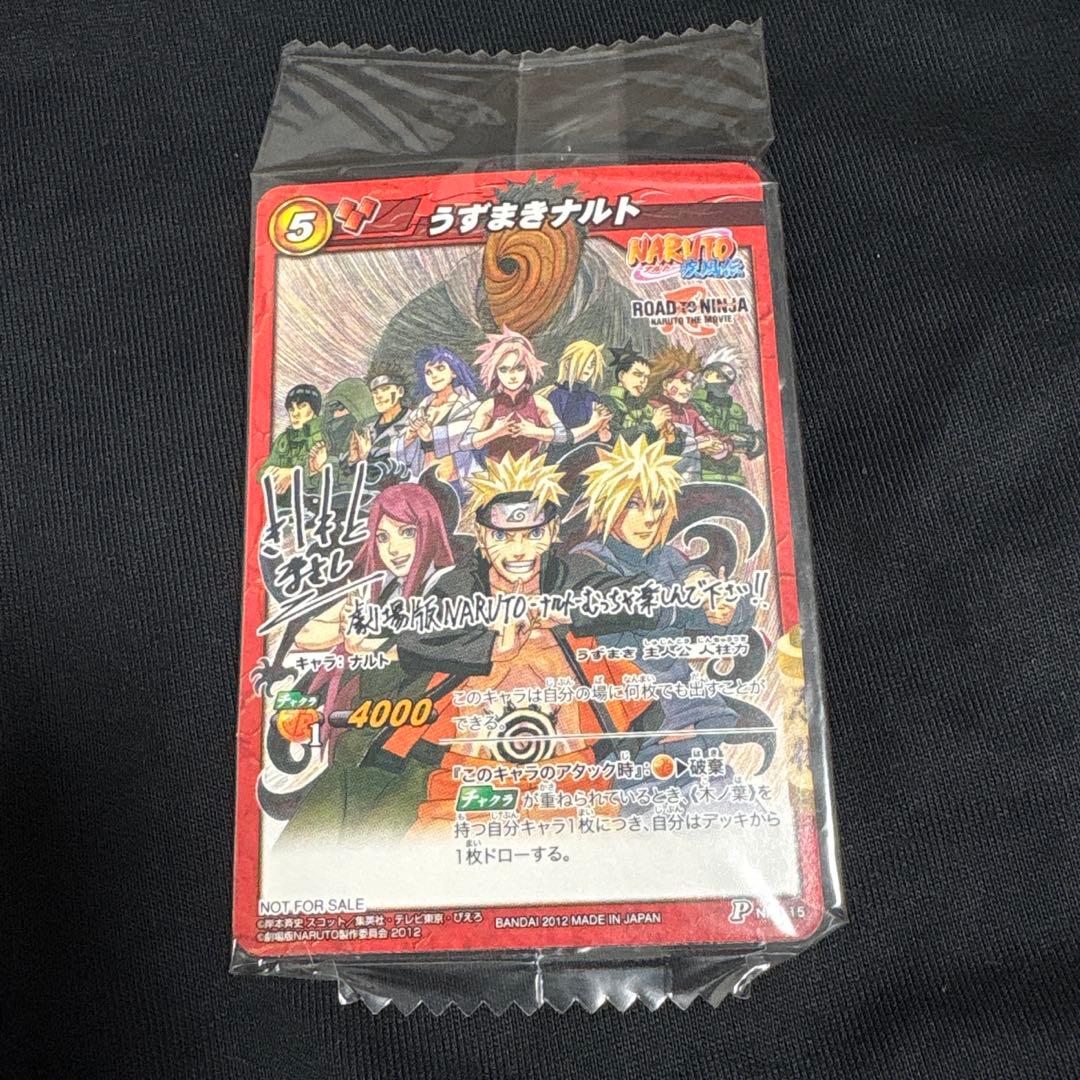 5
うずまきナルト
NARUTO
ナルト
疾風伝
ROAD TO NINJA
NARUTO THE MOVIE
きしもと
まさし
劇場版NARUTO-ナルト-むっちゃ楽しんで下さい!!
キャラ：ナルト
うずまき 主人公 人柱力
チャクラ
1
4000
このキャラは自分の場に何枚でも出すことが
できる。
『このキャラのアタック時』：▶破棄
チャクラ が重ねられているとき、《木ノ葉》を
持つ自分キャラ1枚につき、自分はデッキから
1枚ドローする。
NOT FOR SALE
©岸本斉史 スコット／集英社・テレビ東京・ぴえろ
©劇場版NARUTO製作委員会 2012
BANDAI 2012 MADE IN JAPAN
P
15